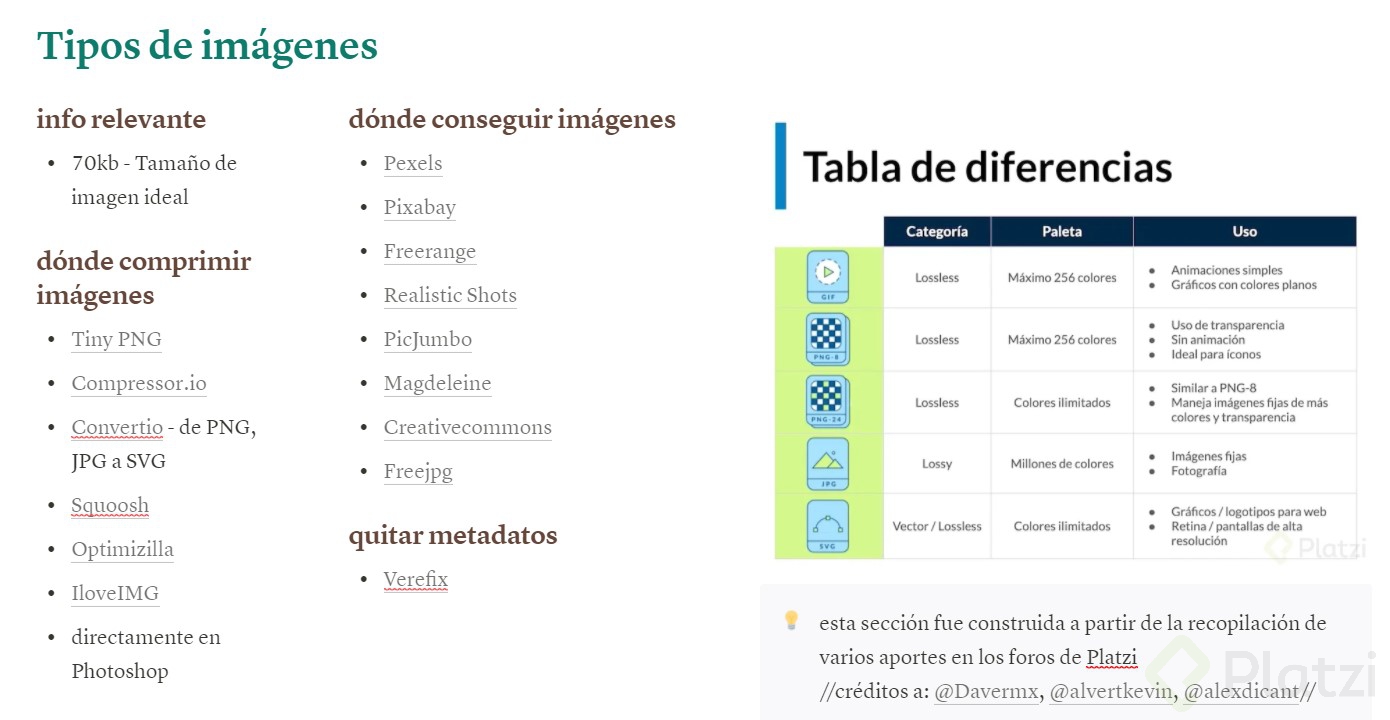 Tipos de imágenes
info relevante
• 70kb - Tamaño de
imagen ideal
dónde comprimir
imágenes
• Tiny PNG
• Compressor.io
• Convertio - de PNG,
JPG a SVG
• Squoosh
• Optimizilla
• IloveIMG
• directamente en
Photoshop
dónde conseguir imágenes
• Pexels
• Pixabay
• Freerange
• Realistic Shots
• PicJumbo
• Magdeleine
• Creativecommons
• Freejpg
quitar metadatos
• Verefix
Tabla de diferencias
Categoría Paleta Uso
GIF
Lossless
Máximo 256 colores
• Animaciones simples
• Gráficos con colores planos
PNG-8
Lossless
Máximo 256 colores
• Uso de transparencia
• Sin animación
• Ideal para íconos
PNG-24
Lossless
Colores ilimitados
• Similar a PNG-8
• Maneja imágenes fijas de más
colores y transparencia
JPG
Lossy
Millones de colores
• Imágenes fijas
• Fotografía
SVG
Vector / Lossless
Colores ilimitados
• Gráficos / logotipos para web
• Retina / pantallas de alta
resolución
Platzi
esta sección fue construida a partir de la recopilación de
varios aportes en los foros de Platzi
//créditos a: @Davermx, @alvertkevin, @alexdicant//
Platzi